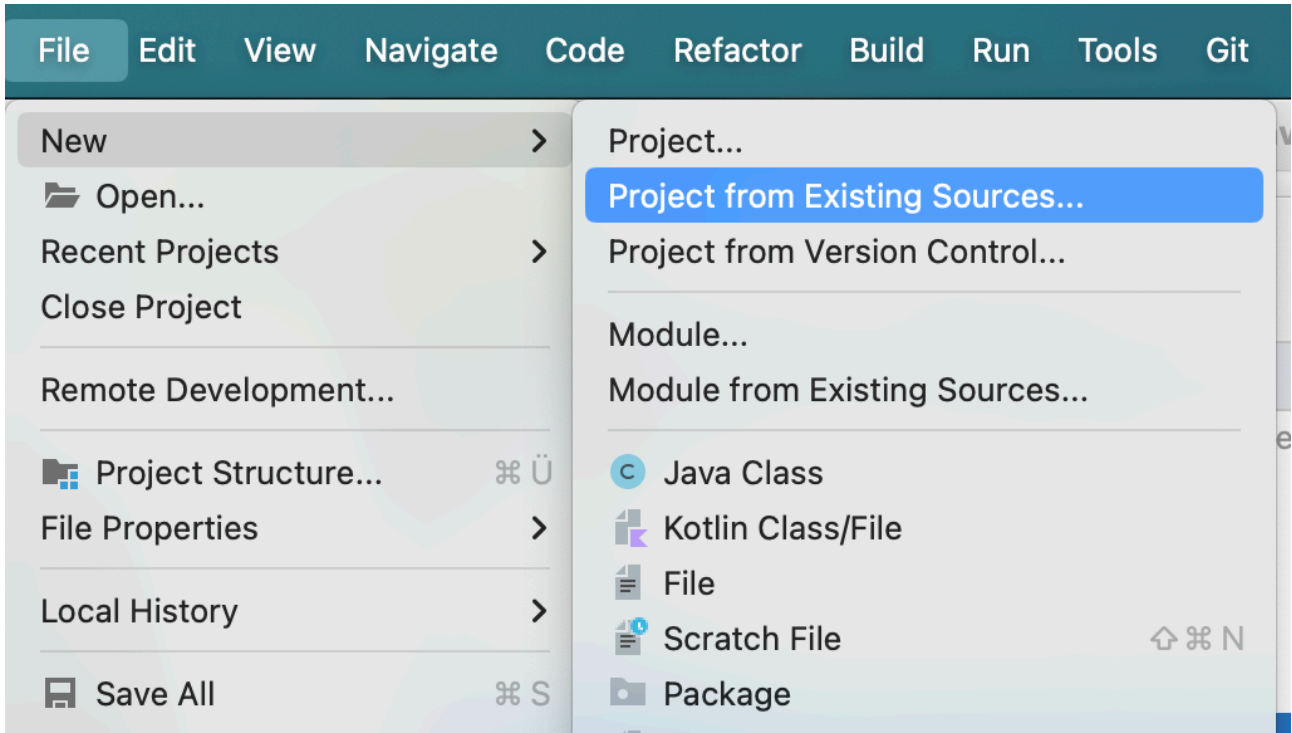 File Edit View Navigate Code Refactor Build Run Tools Git
New
Open...
Recent Projects
Close Project
Remote Development...
Project Structure... ⌘ Ü
File Properties
Local History
Save All ⌘ S
Project...
Project from Existing Sources...
Project from Version Control...
Module...
Module from Existing Sources...
C Java Class
Kotlin Class/File
File
Scratch File ⇧ ⌘ N
Package